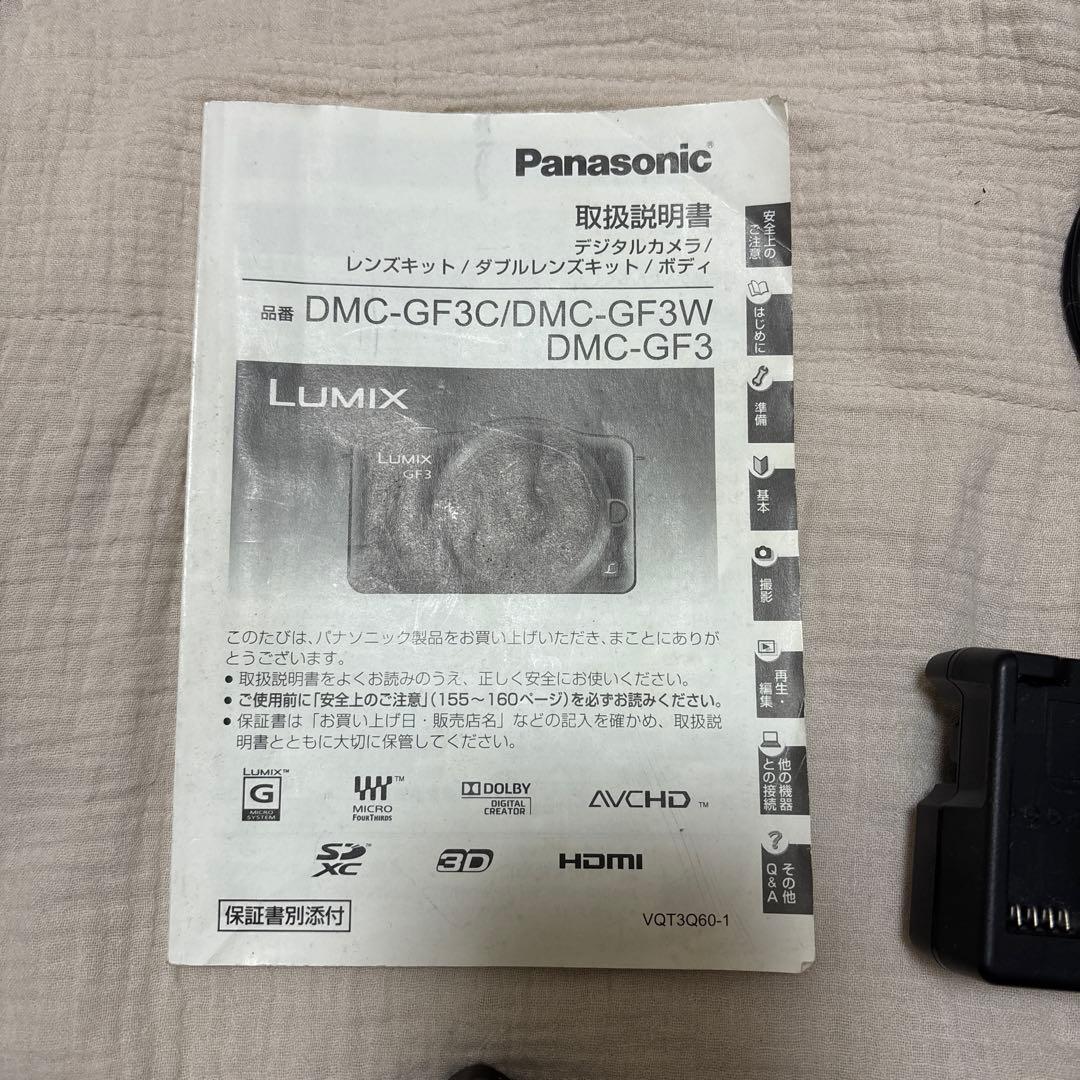 Panasonic®
取扱説明書
デジタルカメラ/
レンズキット/ダブルレンズキット/ボディ
品番 DMC-GF3C/DMC-GF3W
DMC-GF3
LUMIX
LUMIX
GF3
このたびは、パナソニック製品をお買い上げいただき、まことにありが
とうございます。
● 取扱説明書をよくお読みのうえ、正しく安全にお使いください。
● ご使用前に「安全上のご注意」(155～160ページ)を必ずお読みください。
● 保証書は「お買い上げ日・販売店名」などの記入を確かめ、取扱説
明書とともに大切に保管してください。
LUMIX™
G
MICRO
SYSTEM
™
MICRO
FOURTHIRDS
DOLBY
DIGITAL
CREATOR
AVCHD™
SD
XC™
3D
HDMI
保証書別添付
VQT3Q60-1
安全上の
ご注意
はじめに
準備
基本
撮影
再生・
編集
他の機器
との接続
?
その他
Q&A